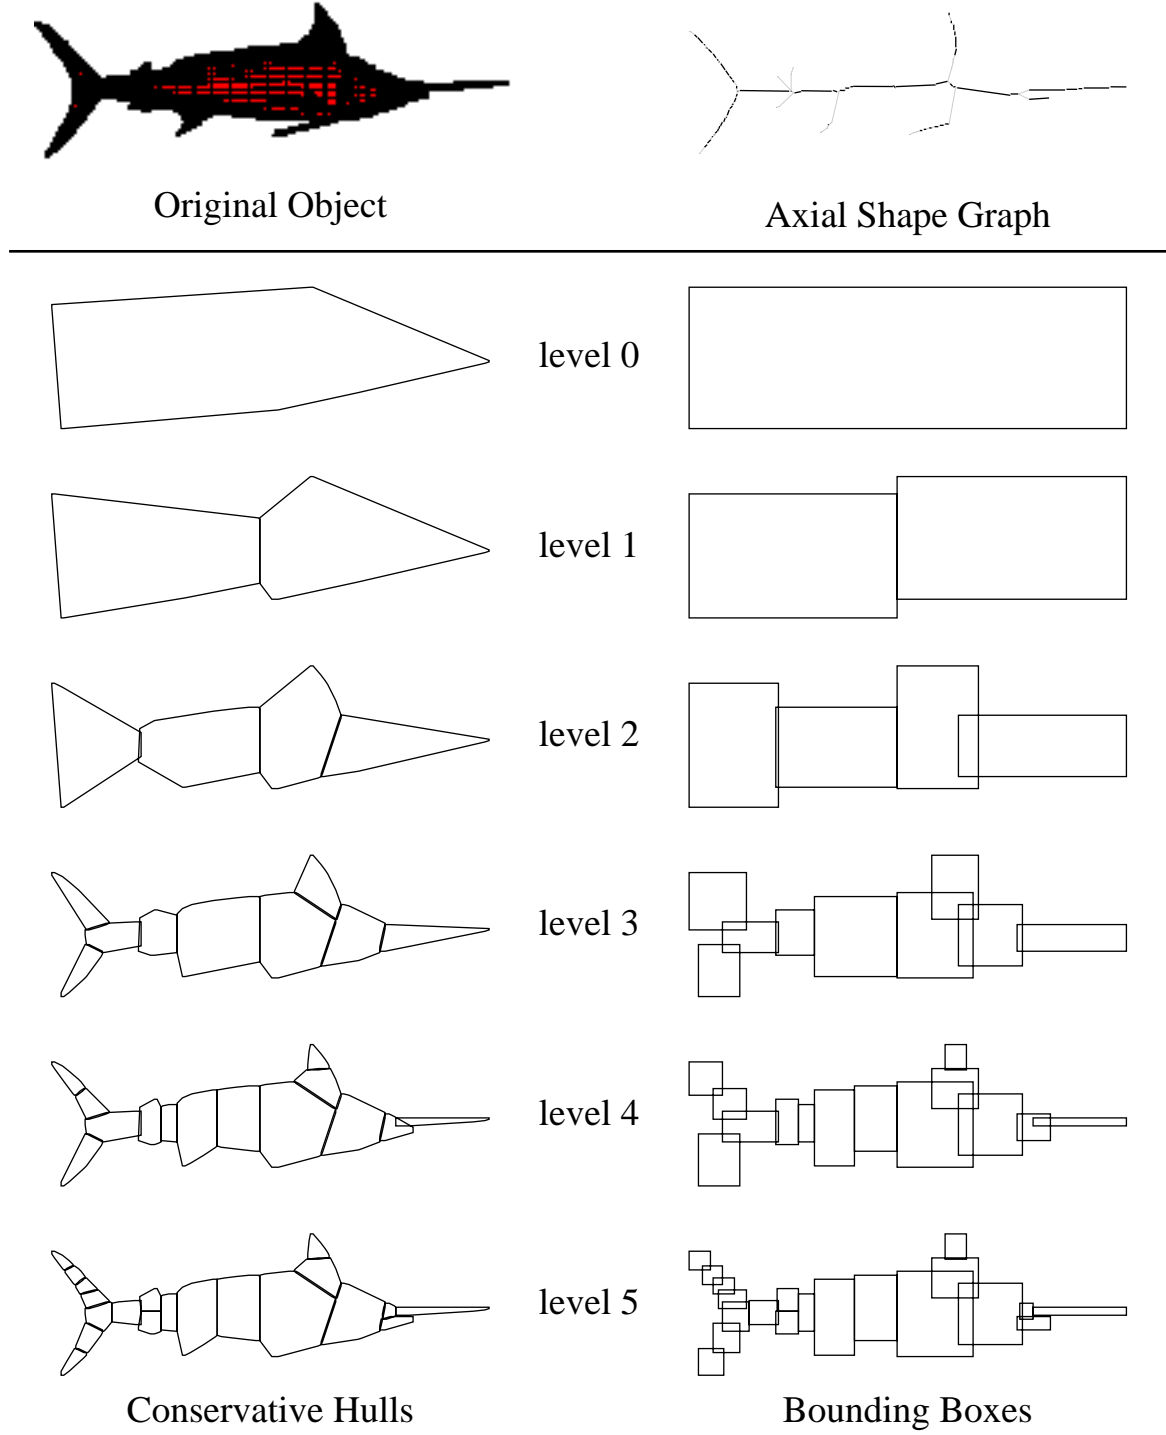 Original Object
Axial Shape Graph
level 0
level 1
level 2
level 3
level 4
level 5
Conservative Hulls
Bounding Boxes